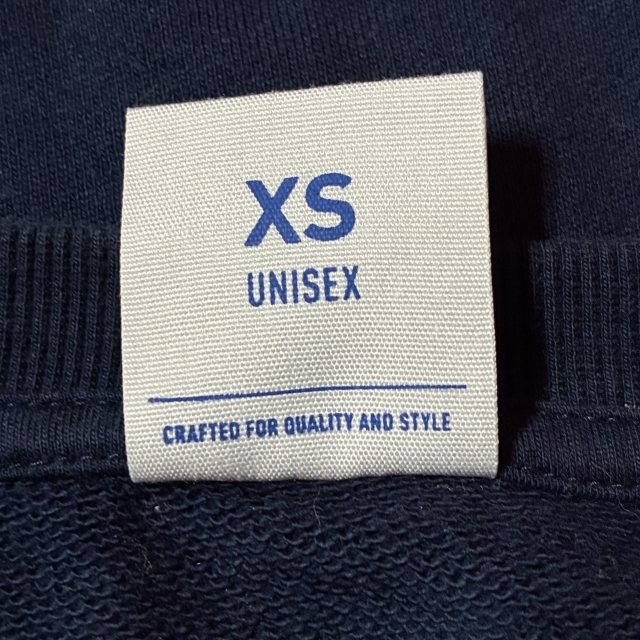 XS
UNISEX
CRAFTED FOR QUALITY AND STYLE